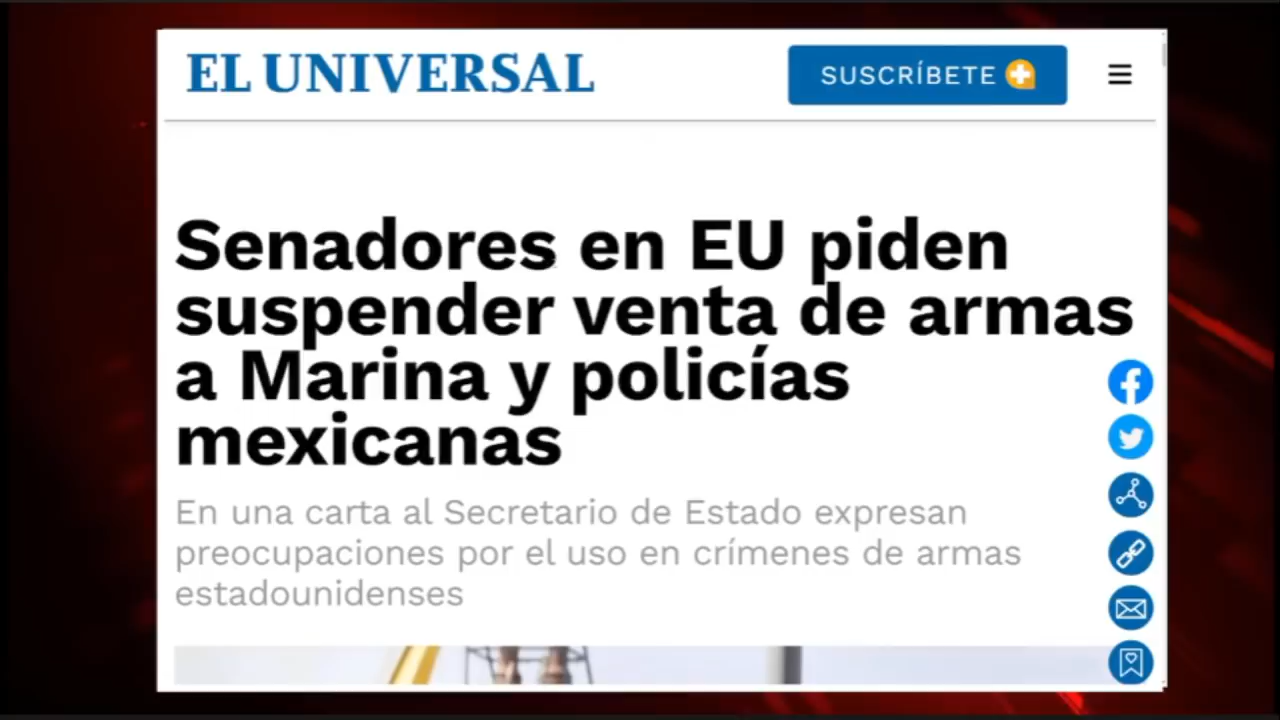 EL UNIVERSAL
SUSCRÍBETE
Senadores en EU piden
suspender venta de armas
a Marina y policías
mexicanas
En una carta al Secretario de Estado expresan
preocupaciones por el uso en crímenes de armas
estadounidenses